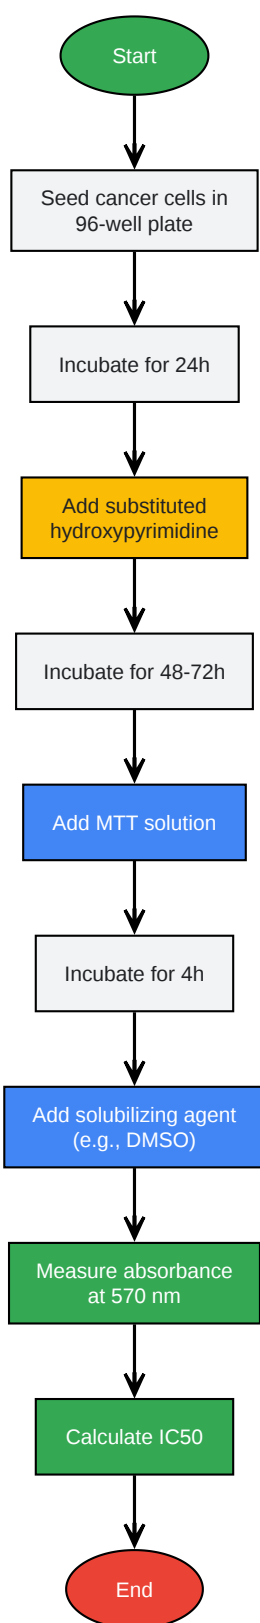 Start
Seed cancer cells in
96-well plate
Incubate for 24h
Add substituted
hydroxypyrimidine
Incubate for 48-72h
Add MTT solution
Incubate for 4h
Add solubilizing agent
(e.g., DMSO)
Measure absorbance
at 570 nm
Calculate IC50
End